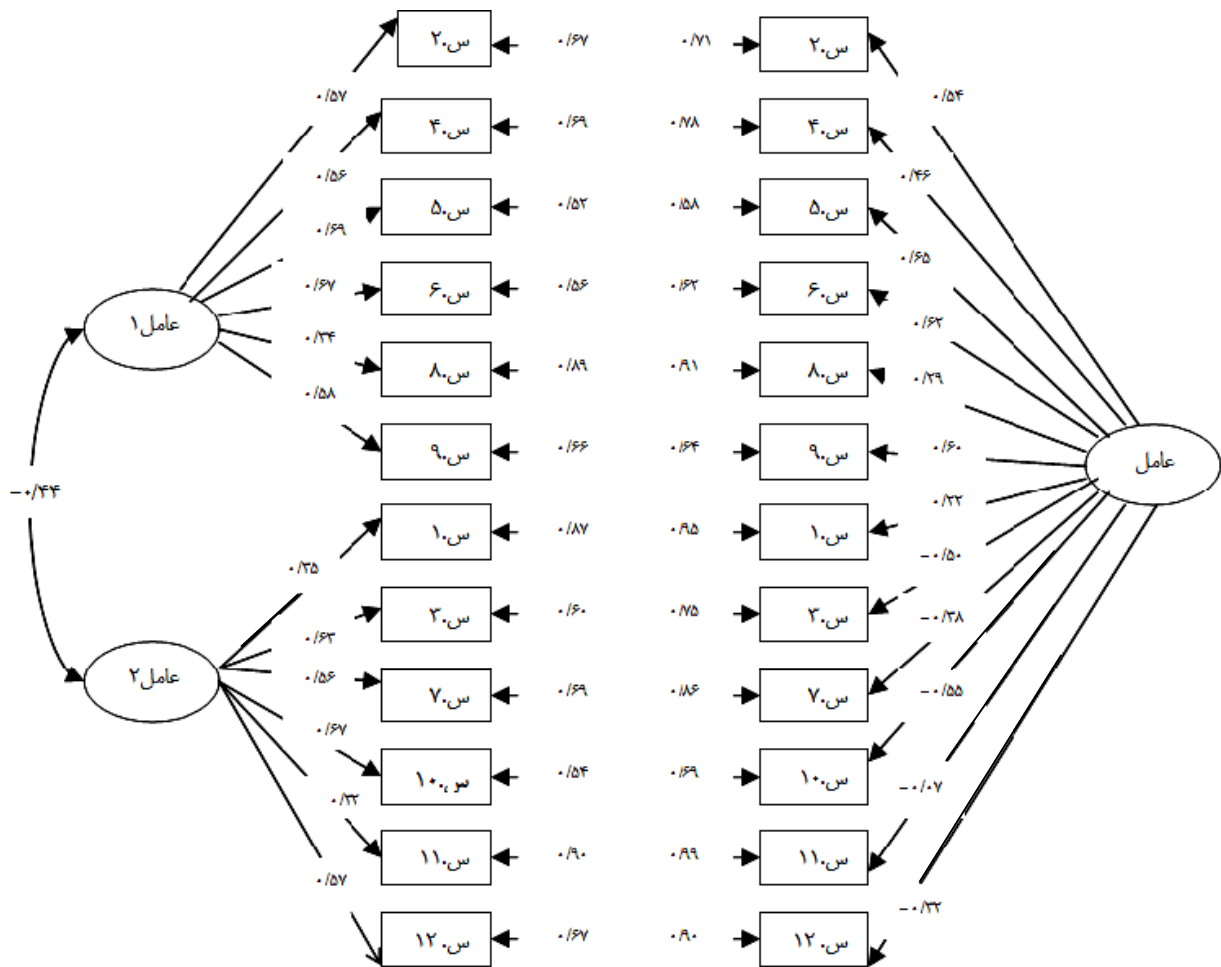 س.۲ ۰/۶۷ ۰/۷۱ س.۲
۰/۵۷ ۰/۵۴
س.۴ ۰/۶۹ ۰/۷۸ س.۴
۰/۵۶ ۰/۴۶
س.۵ ۰/۵۲ ۰/۵۸ س.۵
۰/۶۹ ۰/۶۵
س.۶ ۰/۵۶ ۰/۶۲ س.۶
۰/۶۷ ۰/۶۲
عامل۱
۰/۳۴
س.۸ ۰/۸۹ ۰/۹۱ س.۸ ۰/۲۹
۰/۵۸
س.۹ ۰/۶۶ ۰/۶۴ س.۹ ۰/۶۰
عامل
−۰/۴۴ ۰/۲۲
س.۱ ۰/۸۷ ۰/۹۵ س.۱
۰/۳۵ −۰/۵۰
س.۳ ۰/۶۰ ۰/۷۵ س.۳
۰/۶۳ −۰/۳۸
عامل۲
۰/۵۶
س.۷ ۰/۶۹ ۰/۸۶ س.۷ −۰/۵۵
۰/۶۷
س.۱۰ ۰/۵۴ ۰/۶۹ س.۱۰
۰/۳۲ −۰/۰۷
س.۱۱ ۰/۹۰ ۰/۹۹ س.۱۱
۰/۵۷ −۰/۳۲
س.۱۲ ۰/۶۷ ۰/۹۰ س.۱۲